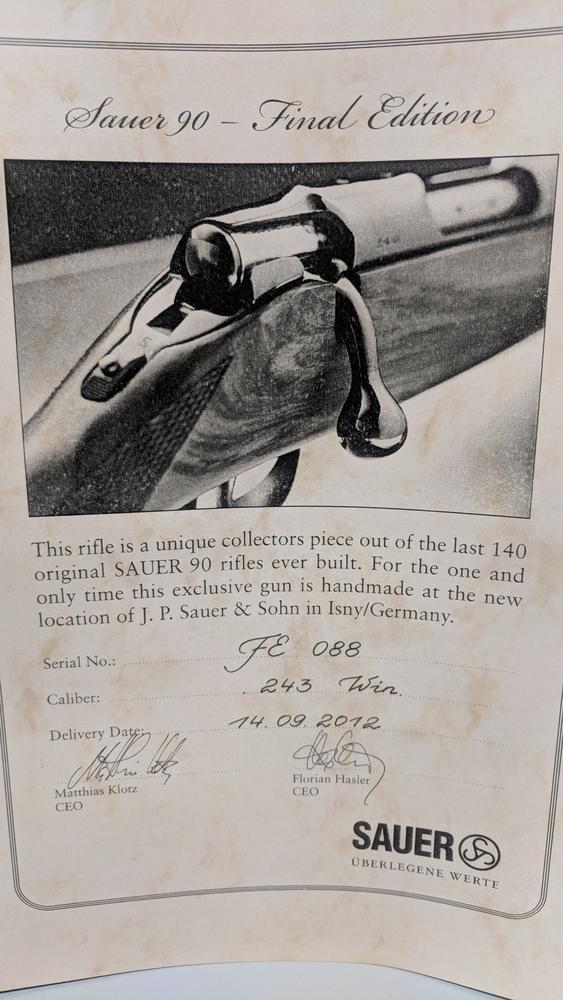 Sauer 90 – Final Edition
This rifle is a unique collectors piece out of the last 140
original SAUER 90 rifles ever built. For the one and
only time this exclusive gun is handmade at the new
location of J. P. Sauer & Sohn in Isny/Germany.
Serial No.: FE 088
Caliber: 243 Win.
Delivery Date: 14.09.2012
Matthias Klotz
CEO
Florian Hasler
CEO
SAUER
ÜBERLEGENE WERTE